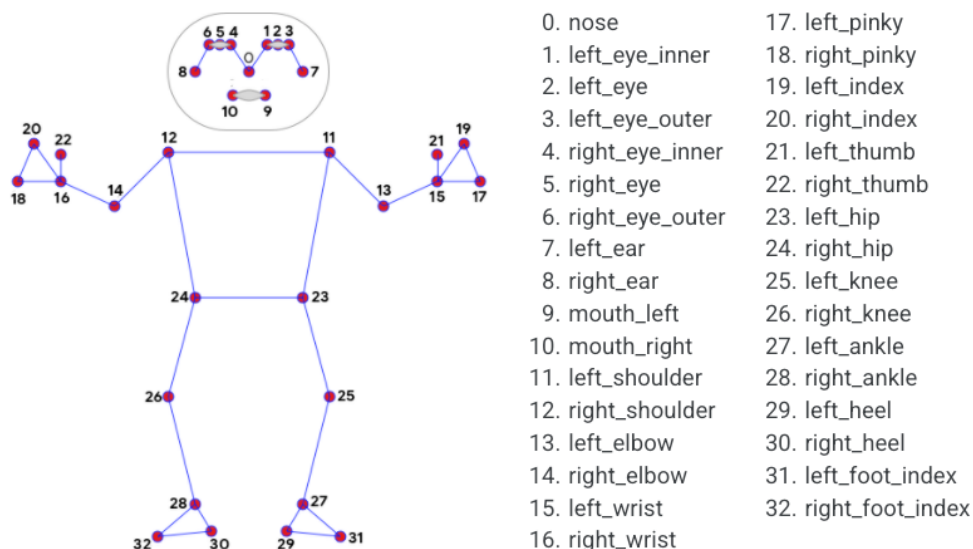 6 5 4 1 2 3
0
8 7
10 9
20 22 12 11 21 19
18 16 14 13 15 17
24 23
26 25
28 27
32 30 29 31
0. nose
1. left_eye_inner
2. left_eye
3. left_eye_outer
4. right_eye_inner
5. right_eye
6. right_eye_outer
7. left_ear
8. right_ear
9. mouth_left
10. mouth_right
11. left_shoulder
12. right_shoulder
13. left_elbow
14. right_elbow
15. left_wrist
16. right_wrist
17. left_pinky
18. right_pinky
19. left_index
20. right_index
21. left_thumb
22. right_thumb
23. left_hip
24. right_hip
25. left_knee
26. right_knee
27. left_ankle
28. right_ankle
29. left_heel
30. right_heel
31. left_foot_index
32. right_foot_index